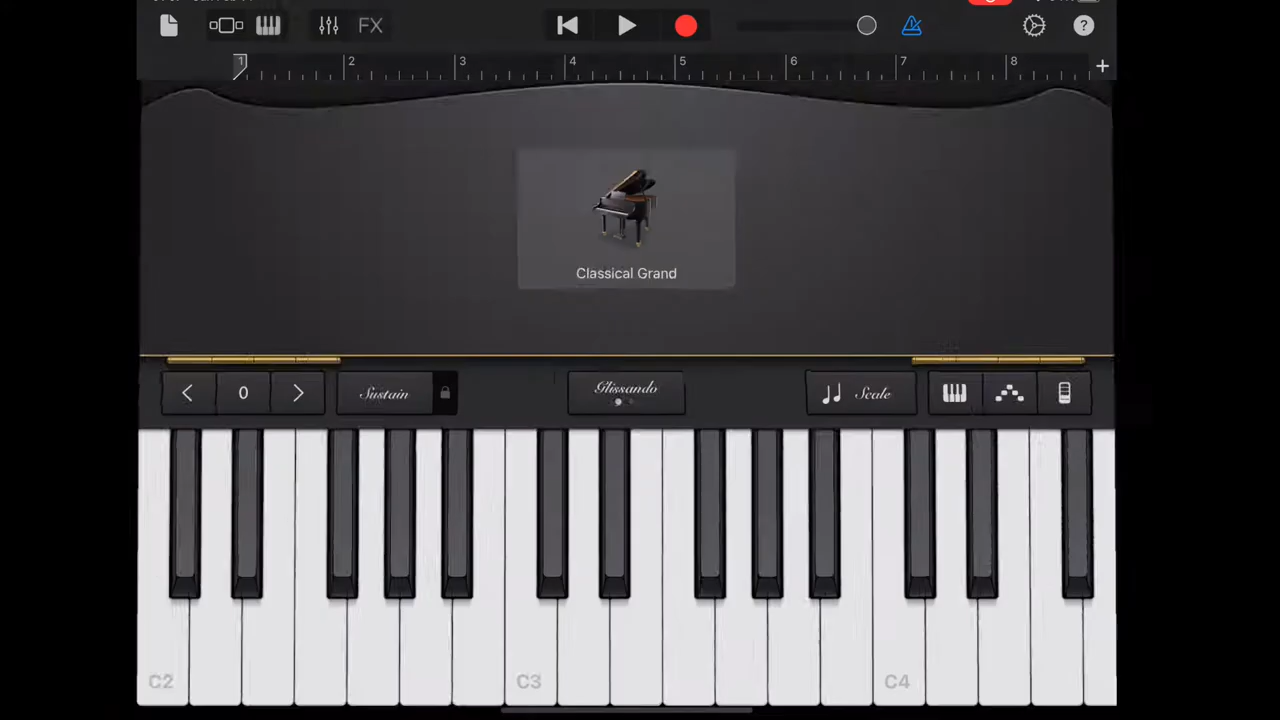 FX
1 2 3 4 5 6 7 8 +
Classical Grand
0 Sustain Glissando Scale
C2 C3 C4